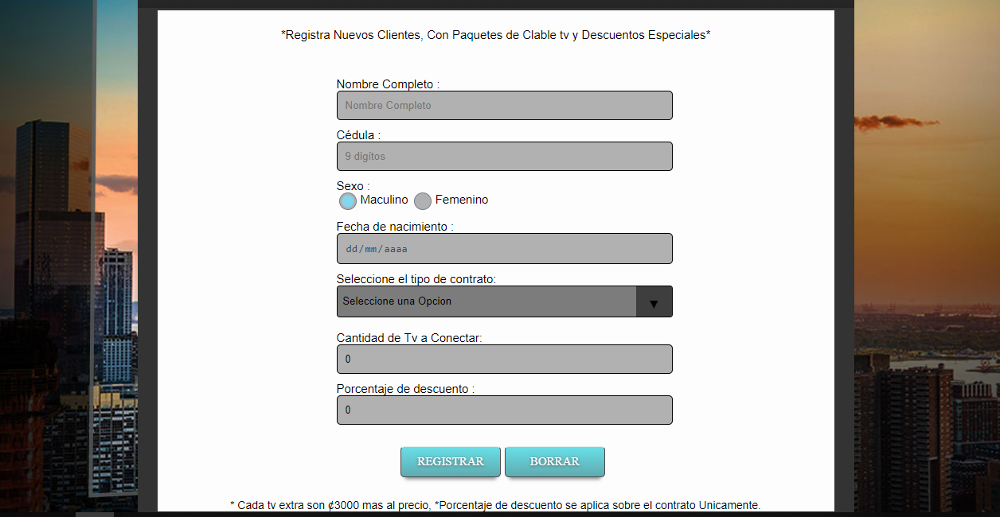 *Registra Nuevos Clientes, Con Paquetes de Clable tv y Descuentos Especiales*
Nombre Completo :
Nombre Completo
Cédula :
9 digítos
Sexo :
Maculino Femenino
Fecha de nacimiento :
dd/mm/aaaa
Seleccione el tipo de contrato:
Seleccione una Opcion ▼
Cantidad de Tv a Conectar:
0
Porcentaje de descuento :
0
REGISTRAR BORRAR
* Cada tv extra son ¢3000 mas al precio, *Porcentaje de descuento se aplica sobre el contrato Unicamente.